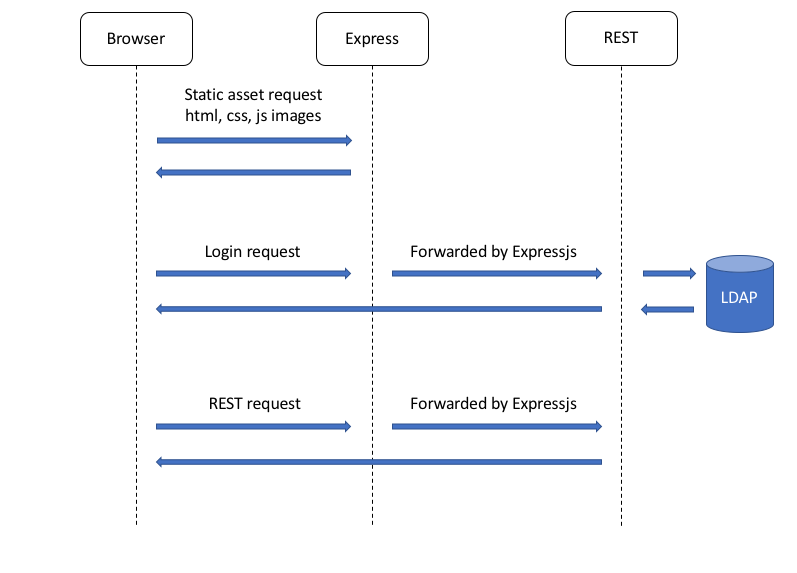 Browser
Express
REST
Static asset request
html, css, js images
Login request
Forwarded by Expressjs
LDAP
REST request
Forwarded by Expressjs